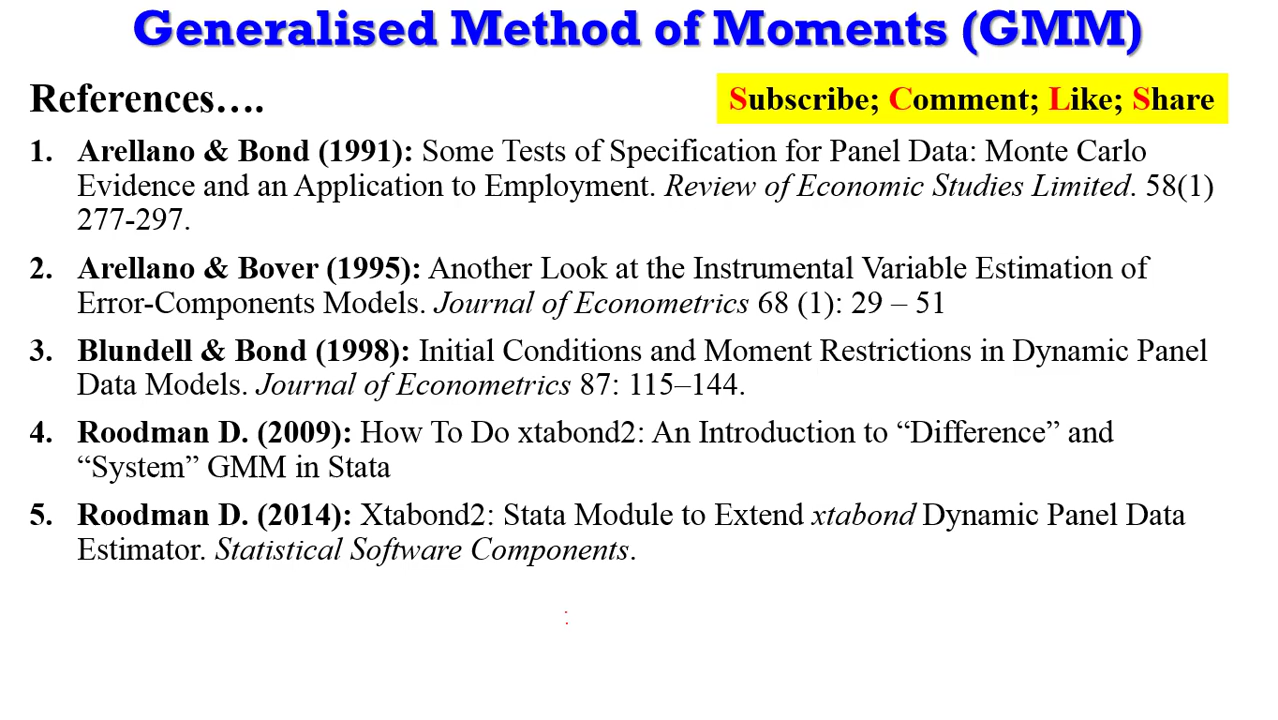 Generalised Method of Moments (GMM)
References….
Subscribe; Comment; Like; Share
1. Arellano & Bond (1991): Some Tests of Specification for Panel Data: Monte Carlo
Evidence and an Application to Employment. Review of Economic Studies Limited. 58(1)
277-297.
2. Arellano & Bover (1995): Another Look at the Instrumental Variable Estimation of
Error-Components Models. Journal of Econometrics 68 (1): 29 – 51
3. Blundell & Bond (1998): Initial Conditions and Moment Restrictions in Dynamic Panel
Data Models. Journal of Econometrics 87: 115–144.
4. Roodman D. (2009): How To Do xtabond2: An Introduction to “Difference” and
“System” GMM in Stata
5. Roodman D. (2014): Xtabond2: Stata Module to Extend xtabond Dynamic Panel Data
Estimator. Statistical Software Components.